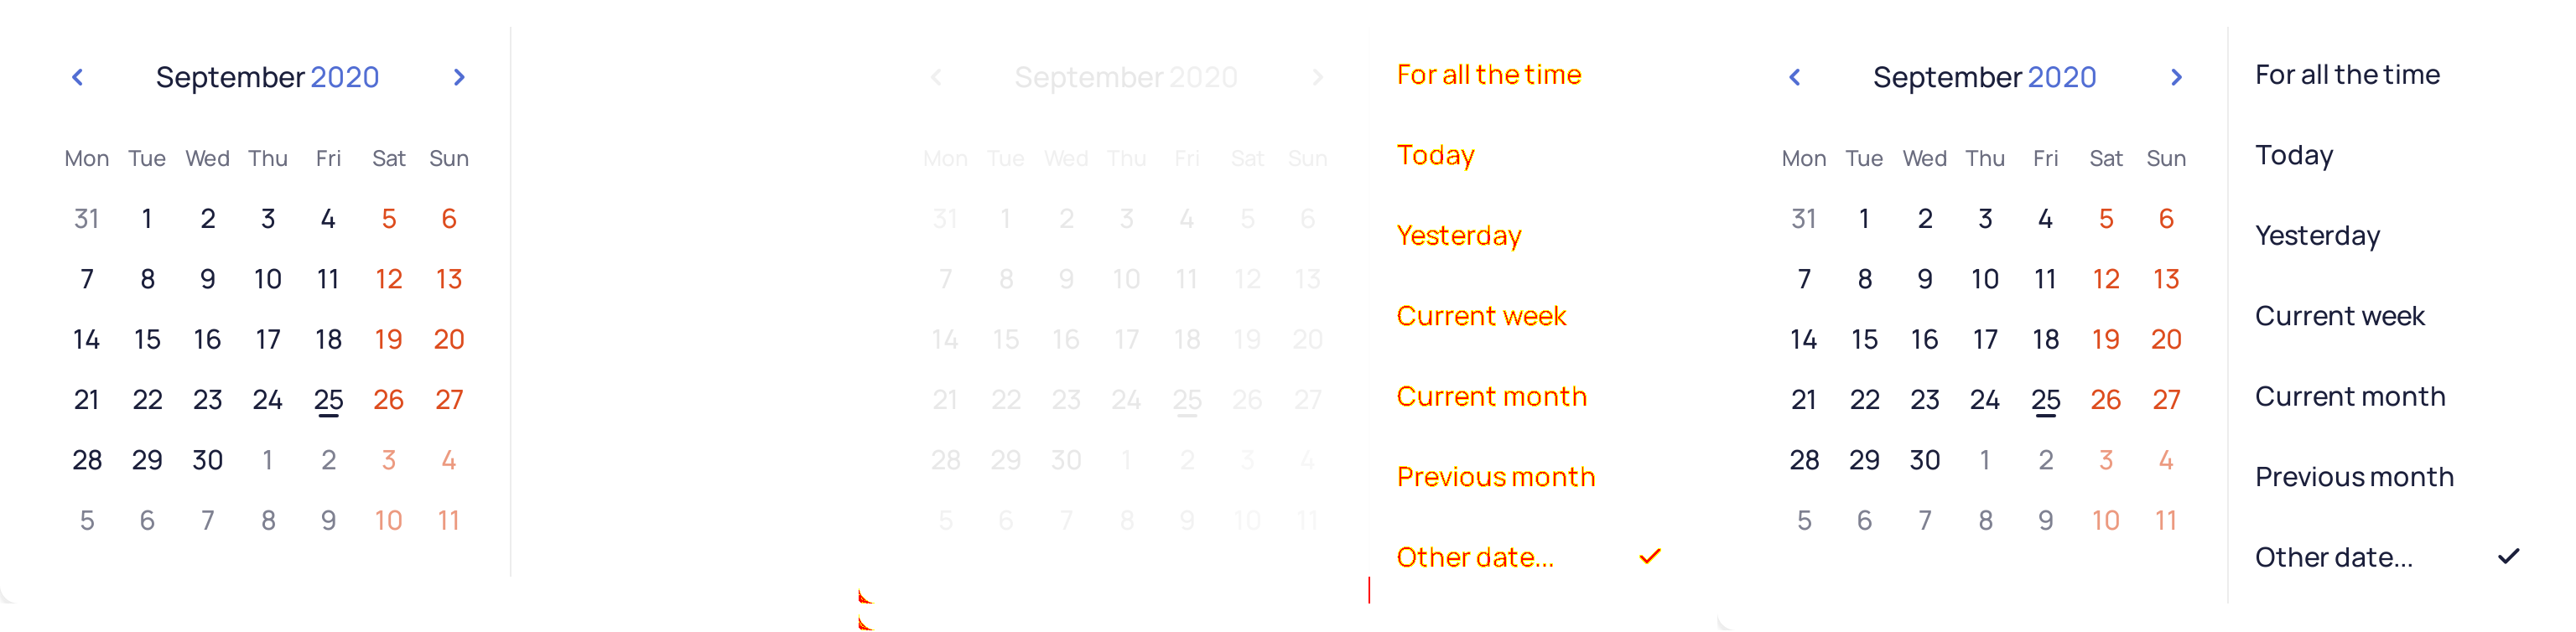 September 2020
Mon Tue Wed Thu Fri Sat Sun
31 1 2 3 4 5 6
7 8 9 10 11 12 13
14 15 16 17 18 19 20
21 22 23 24 25 26 27
28 29 30 1 2 3 4
5 6 7 8 9 10 11
September 2020
Mon Tue Wed Thu Fri Sat Sun
31 1 2 3 4 5 6
7 8 9 10 11 12 13
14 15 16 17 18 19 20
21 22 23 24 25 26 27
28 29 30 1 2 3 4
5 6 7 8 9 10 11
For all the time
Today
Yesterday
Current week
Current month
Previous month
Other date...
September 2020
Mon Tue Wed Thu Fri Sat Sun
31 1 2 3 4 5 6
7 8 9 10 11 12 13
14 15 16 17 18 19 20
21 22 23 24 25 26 27
28 29 30 1 2 3 4
5 6 7 8 9 10 11
For all the time
Today
Yesterday
Current week
Current month
Previous month
Other date...